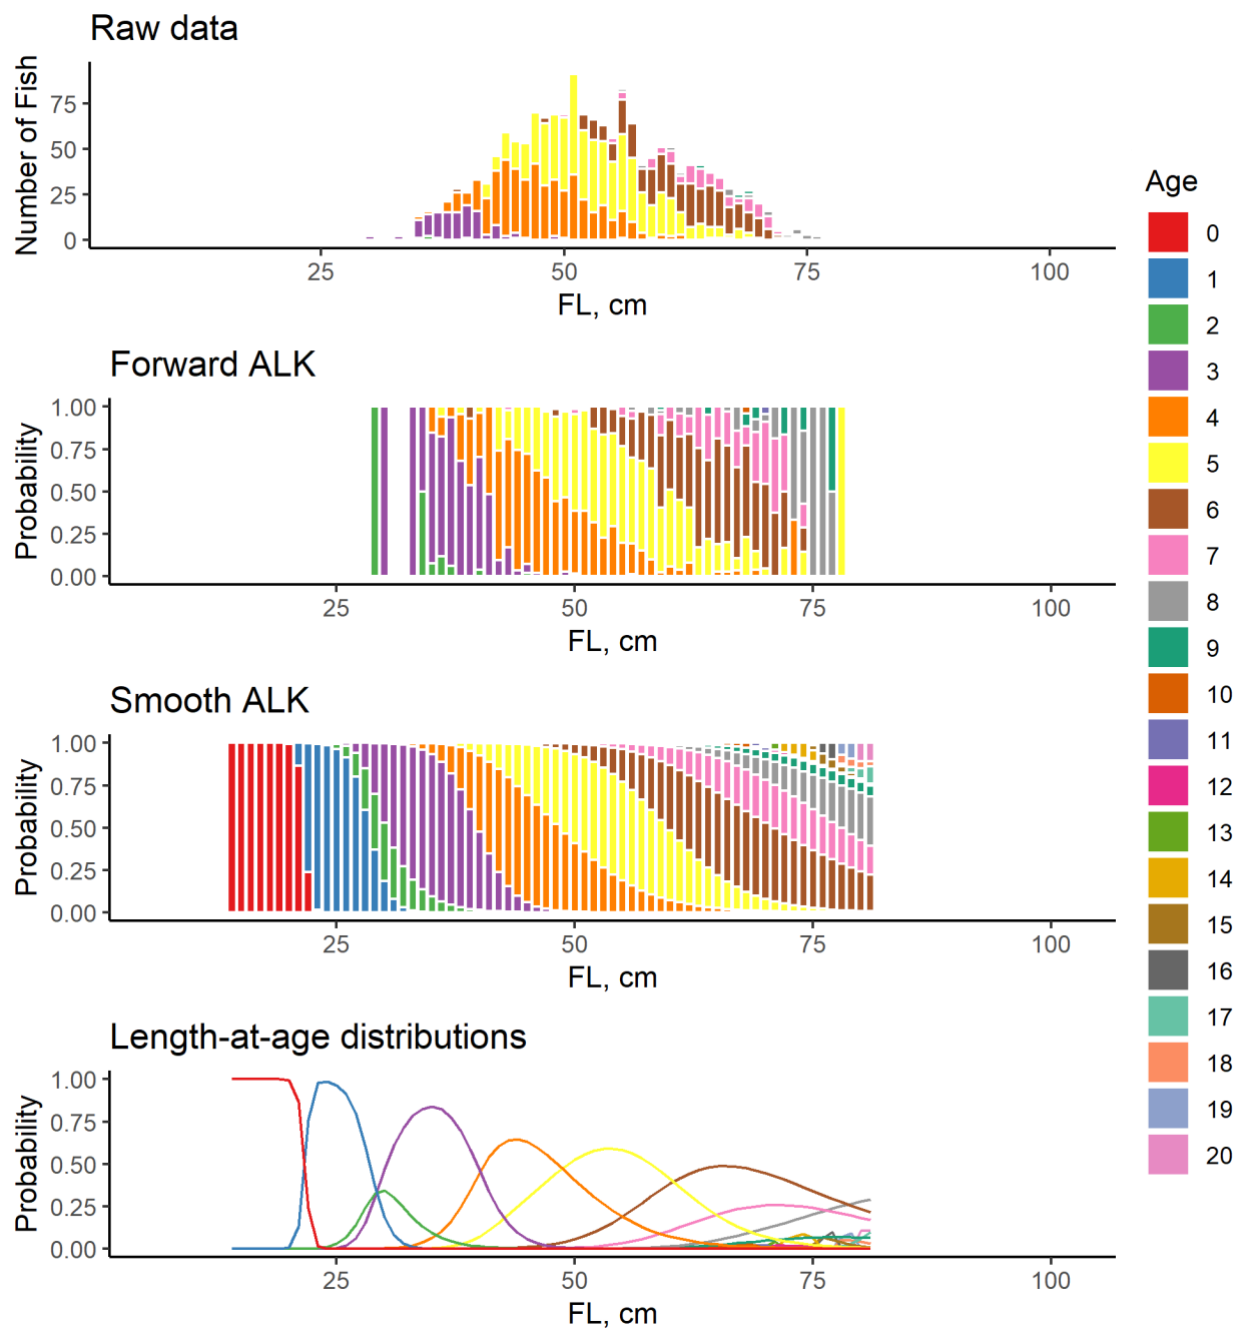 Raw data
Number of Fish
75
50
25
0
25 50 75 100
FL, cm
Forward ALK
Probability
1.00
0.75
0.50
0.25
0.00
25 50 75 100
FL, cm
Smooth ALK
Probability
1.00
0.75
0.50
0.25
0.00
25 50 75 100
FL, cm
Length-at-age distributions
Probability
1.00
0.75
0.50
0.25
0.00
25 50 75 100
FL, cm
Age
0
1
2
3
4
5
6
7
8
9
10
11
12
13
14
15
16
17
18
19
20